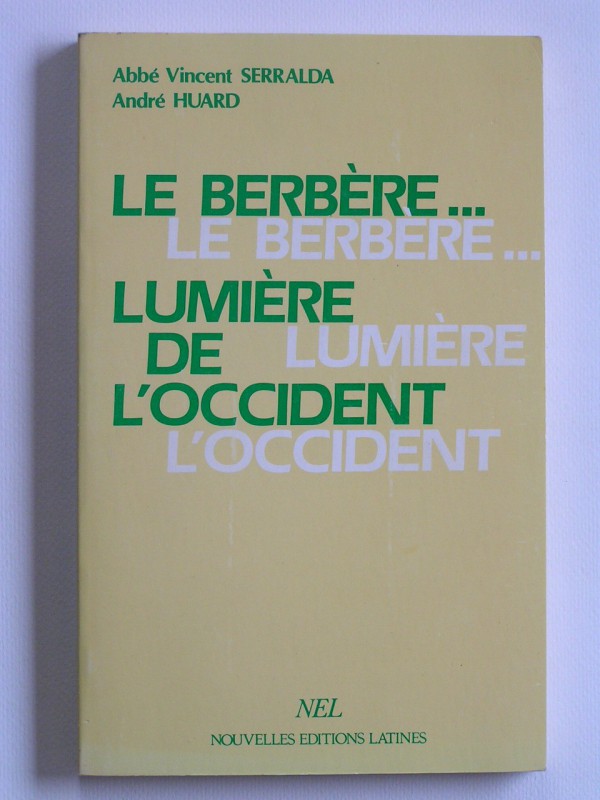 Abbé Vincent SERRALDA
André HUARD
LE BERBÈRE...
LE BERBÈRE...
LUMIÈRE
DE LUMIÈRE
L'OCCIDENT
L'OCCIDENT
NEL
NOUVELLES EDITIONS LATINES